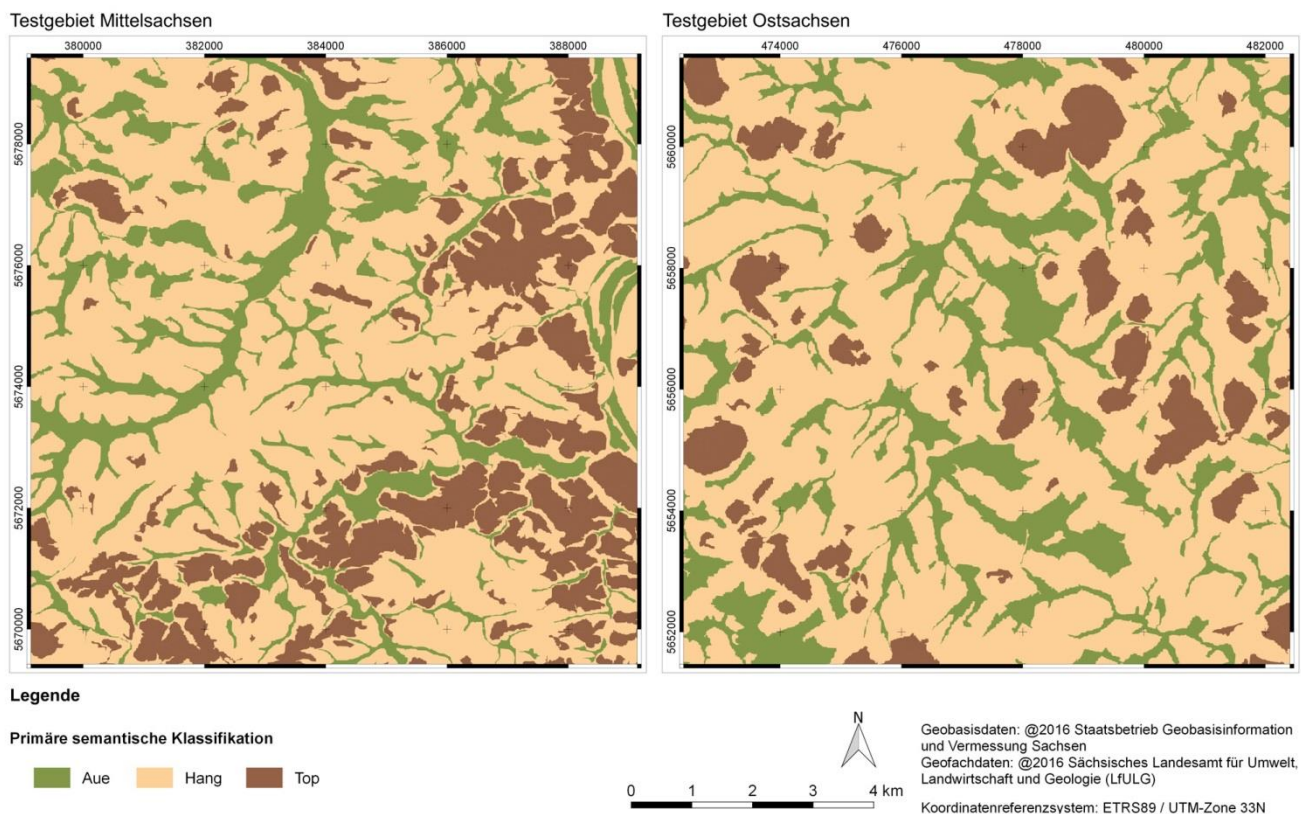 Testgebiet Mittelsachsen
380000 382000 384000 386000 388000
5678000
5676000
5674000
5672000
5670000
Testgebiet Ostsachsen
474000 476000 478000 480000 482000
5660000
5658000
5656000
5654000
5652000
Legende
Primäre semantische Klassifikation
Aue Hang Top
N
0 1 2 3 4 km
Geobasisdaten: @2016 Staatsbetrieb Geobasisinformation
und Vermessung Sachsen
Geofachdaten: @2016 Sächsisches Landesamt für Umwelt,
Landwirtschaft und Geologie (LfULG)
Koordinatenreferenzsystem: ETRS89 / UTM-Zone 33N